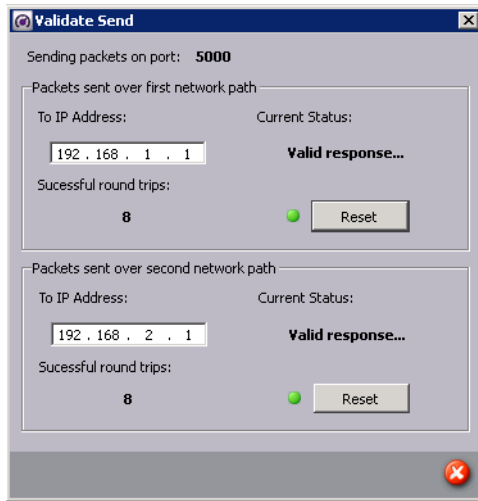 Validate Send
Sending packets on port: 5000
Packets sent over first network path
To IP Address: Current Status:
192 . 168 . 1 . 1 Valid response...
Sucessful round trips:
8 Reset
Packets sent over second network path
To IP Address: Current Status:
192 . 168 . 2 . 1 Valid response...
Sucessful round trips:
8 Reset